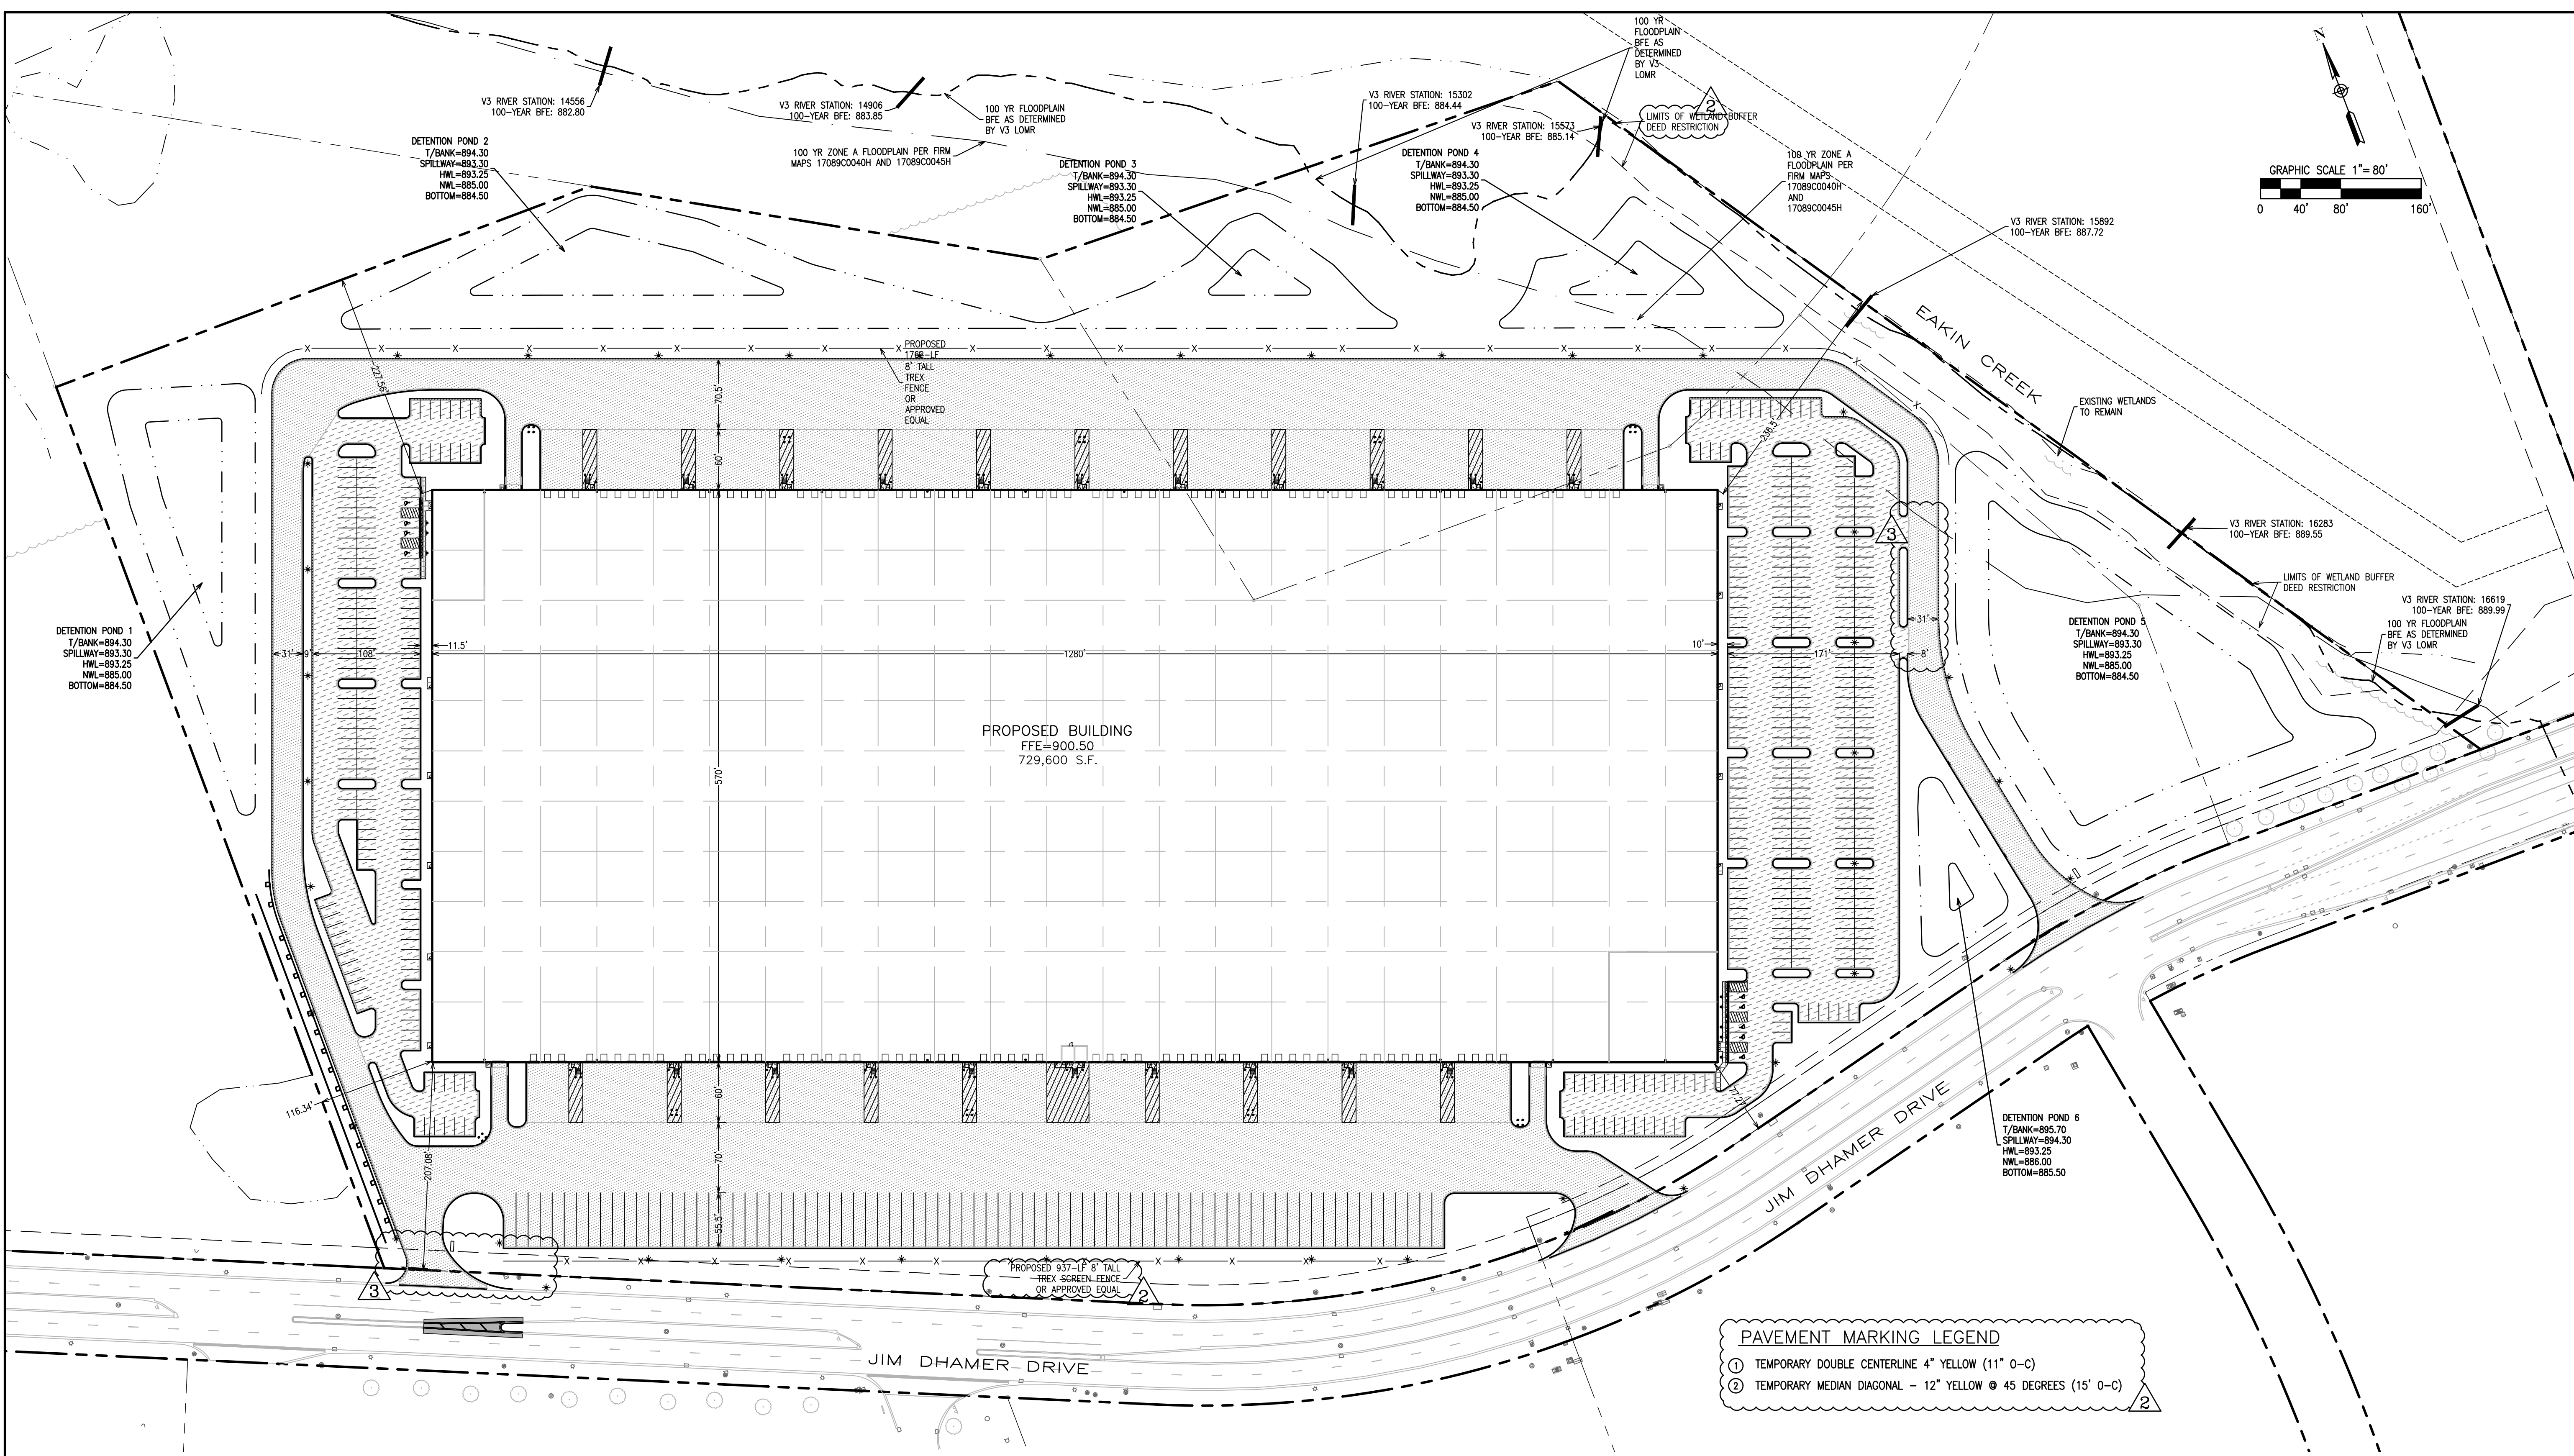 100 YR
FLOODPLAIN
BFE AS
DETERMINED
BY V3
LOMR
N
V3 RIVER STATION: 14556
100-YEAR BFE: 882.80
V3 RIVER STATION: 14906
100-YEAR BFE: 883.85
100 YR FLOODPLAIN
BFE AS DETERMINED
BY V3 LOMR
V3 RIVER STATION: 15302
100-YEAR BFE: 884.44
V3 RIVER STATION: 15573
100-YEAR BFE: 885.14
2
LIMITS OF WETLAND BUFFER
DEED RESTRICTION
DETENTION POND 2
T/BANK=894.30
SPILLWAY=893.30
HWL=893.25
NWL=885.00
BOTTOM=884.50
100 YR ZONE A FLOODPLAIN PER FIRM
MAPS 17089C0040H AND 17089C0045H
DETENTION POND 3
T/BANK=894.30
SPILLWAY=893.30
HWL=893.25
NWL=885.00
BOTTOM=884.50
DETENTION POND 4
T/BANK=894.30
SPILLWAY=893.30
HWL=893.25
NWL=885.00
BOTTOM=884.50
100 YR ZONE A
FLOODPLAIN PER
FIRM MAPS
17089C0040H
AND
17089C0045H
GRAPHIC SCALE 1"= 80'
0 40' 80' 160'
V3 RIVER STATION: 15892
100-YEAR BFE: 887.72
EAKIN CREEK
PROPOSED
1762-LF
8' TALL
TREX
FENCE
OR
APPROVED
EQUAL
227.56'
70.5'
60'
236.5'
EXISTING WETLANDS
TO REMAIN
3
V3 RIVER STATION: 16283
100-YEAR BFE: 889.55
LIMITS OF WETLAND BUFFER
DEED RESTRICTION
V3 RIVER STATION: 16619
100-YEAR BFE: 889.99
100 YR FLOODPLAIN
BFE AS DETERMINED
BY V3 LOMR
DETENTION POND 1
T/BANK=894.30
SPILLWAY=893.30
HWL=893.25
NWL=885.00
BOTTOM=884.50
31' 9' 108' 11.5' 1280' 10' 171' 8'
31'
DETENTION POND 5
T/BANK=894.30
SPILLWAY=893.30
HWL=893.25
NWL=885.00
BOTTOM=884.50
PROPOSED BUILDING
FFE=900.50
729,600 S.F.
570'
116.34'
207.08'
60'
70'
55.5'
DETENTION POND 6
T/BANK=895.70
SPILLWAY=894.30
HWL=893.25
NWL=886.00
BOTTOM=885.50
JIM DHAMER DRIVE
3
PROPOSED 937-LF 8' TALL
TREX SCREEN FENCE
OR APPROVED EQUAL
2
JIM DHAMER DRIVE
PAVEMENT MARKING LEGEND
1 TEMPORARY DOUBLE CENTERLINE 4" YELLOW (11" O-C)
2 TEMPORARY MEDIAN DIAGONAL - 12" YELLOW @ 45 DEGREES (15' O-C)
2